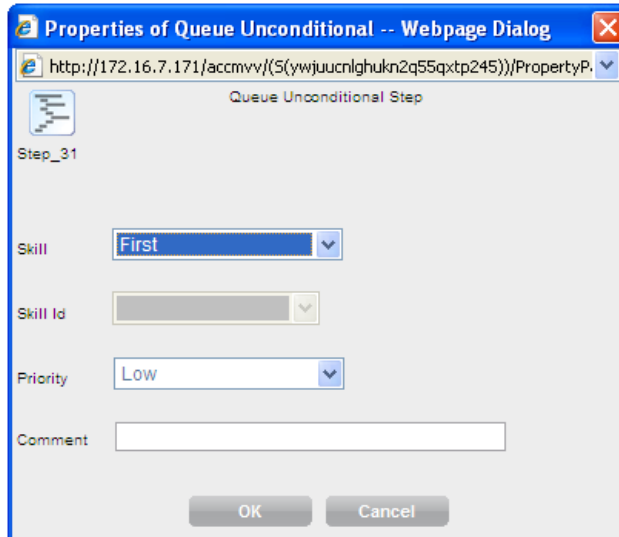 Properties of Queue Unconditional -- Webpage Dialog
http://172.16.7.171/accmvv/(S(ywjuucnlghukn2q55qxtp245))/PropertyP.
Queue Unconditional Step
Step_31
Skill First
Skill Id
Priority Low
Comment
OK Cancel